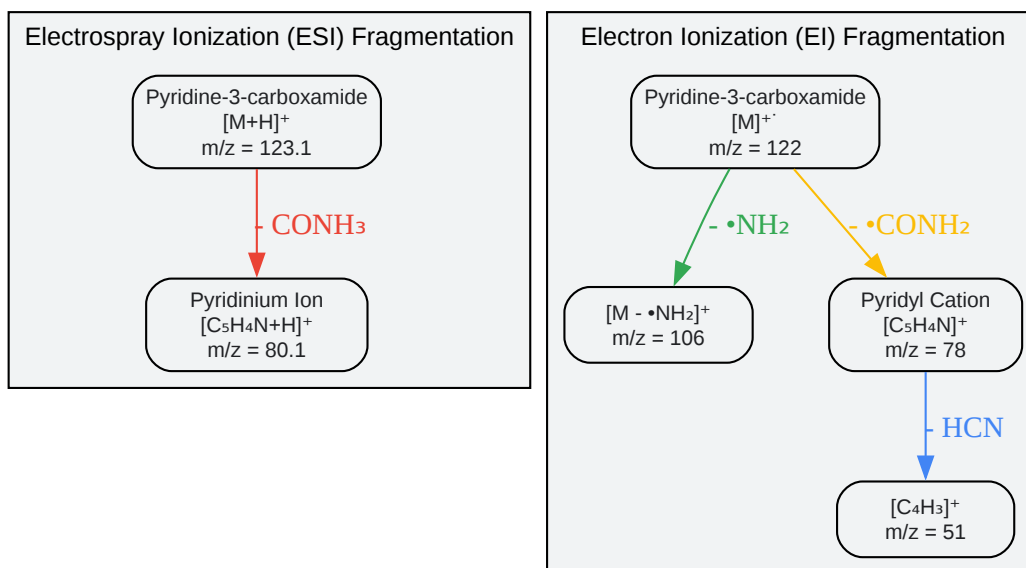 Electrospray Ionization (ESI) Fragmentation
Pyridine-3-carboxamide
[M+H]⁺
m/z = 123.1
- CONH₃
Pyridinium Ion
[C₅H₄N+H]⁺
m/z = 80.1
Electron Ionization (EI) Fragmentation
Pyridine-3-carboxamide
[M]⁺˙
m/z = 122
- •NH₂
- •CONH₂
[M - •NH₂]⁺
m/z = 106
Pyridyl Cation
[C₅H₄N]⁺
m/z = 78
- HCN
[C₄H₃]⁺
m/z = 51